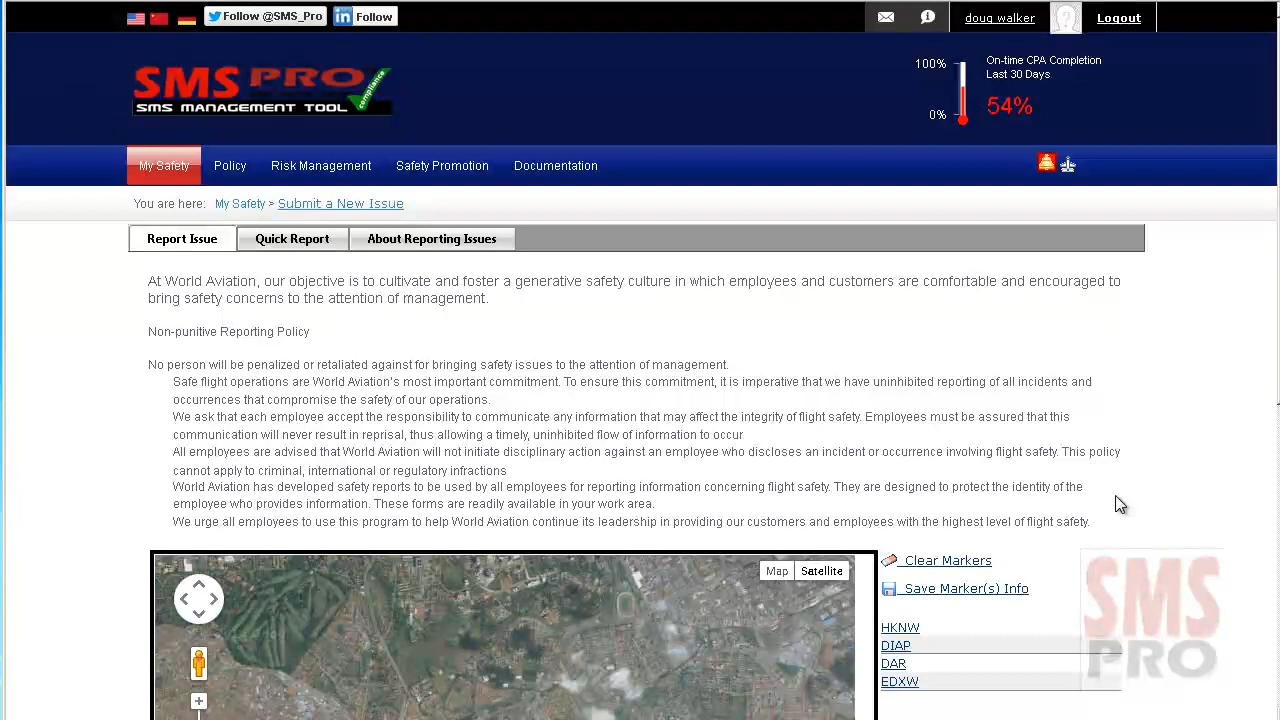 Follow @SMS_Pro
Follow
doug walker
Logout
SMS PRO
SMS MANAGEMENT TOOL
compliance
100%
0%
On-time CPA Completion
Last 30 Days
54%
My Safety
Policy
Risk Management
Safety Promotion
Documentation
You are here: My Safety > Submit a New Issue
Report Issue
Quick Report
About Reporting Issues
At World Aviation, our objective is to cultivate and foster a generative safety culture in which employees and customers are comfortable and encouraged to
bring safety concerns to the attention of management.
Non-punitive Reporting Policy
No person will be penalized or retaliated against for bringing safety issues to the attention of management.
Safe flight operations are World Aviation's most important commitment. To ensure this commitment, it is imperative that we have uninhibited reporting of all incidents and
occurrences that compromise the safety of our operations.
We ask that each employee accept the responsibility to communicate any information that may affect the integrity of flight safety. Employees must be assured that this
communication will never result in reprisal, thus allowing a timely, uninhibited flow of information to occur
All employees are advised that World Aviation will not initiate disciplinary action against an employee who discloses an incident or occurrence involving flight safety. This policy
cannot apply to criminal, international or regulatory infractions
World Aviation has developed safety reports to be used by all employees for reporting information concerning flight safety. They are designed to protect the identity of the
employee who provides information. These forms are readily available in your work area.
We urge all employees to use this program to help World Aviation continue its leadership in providing our customers and employees with the highest level of flight safety.
Map
Satellite
Clear Markers
Save Marker(s) Info
HKNW
DIAP
DAR
EDXW
SMS
PRO